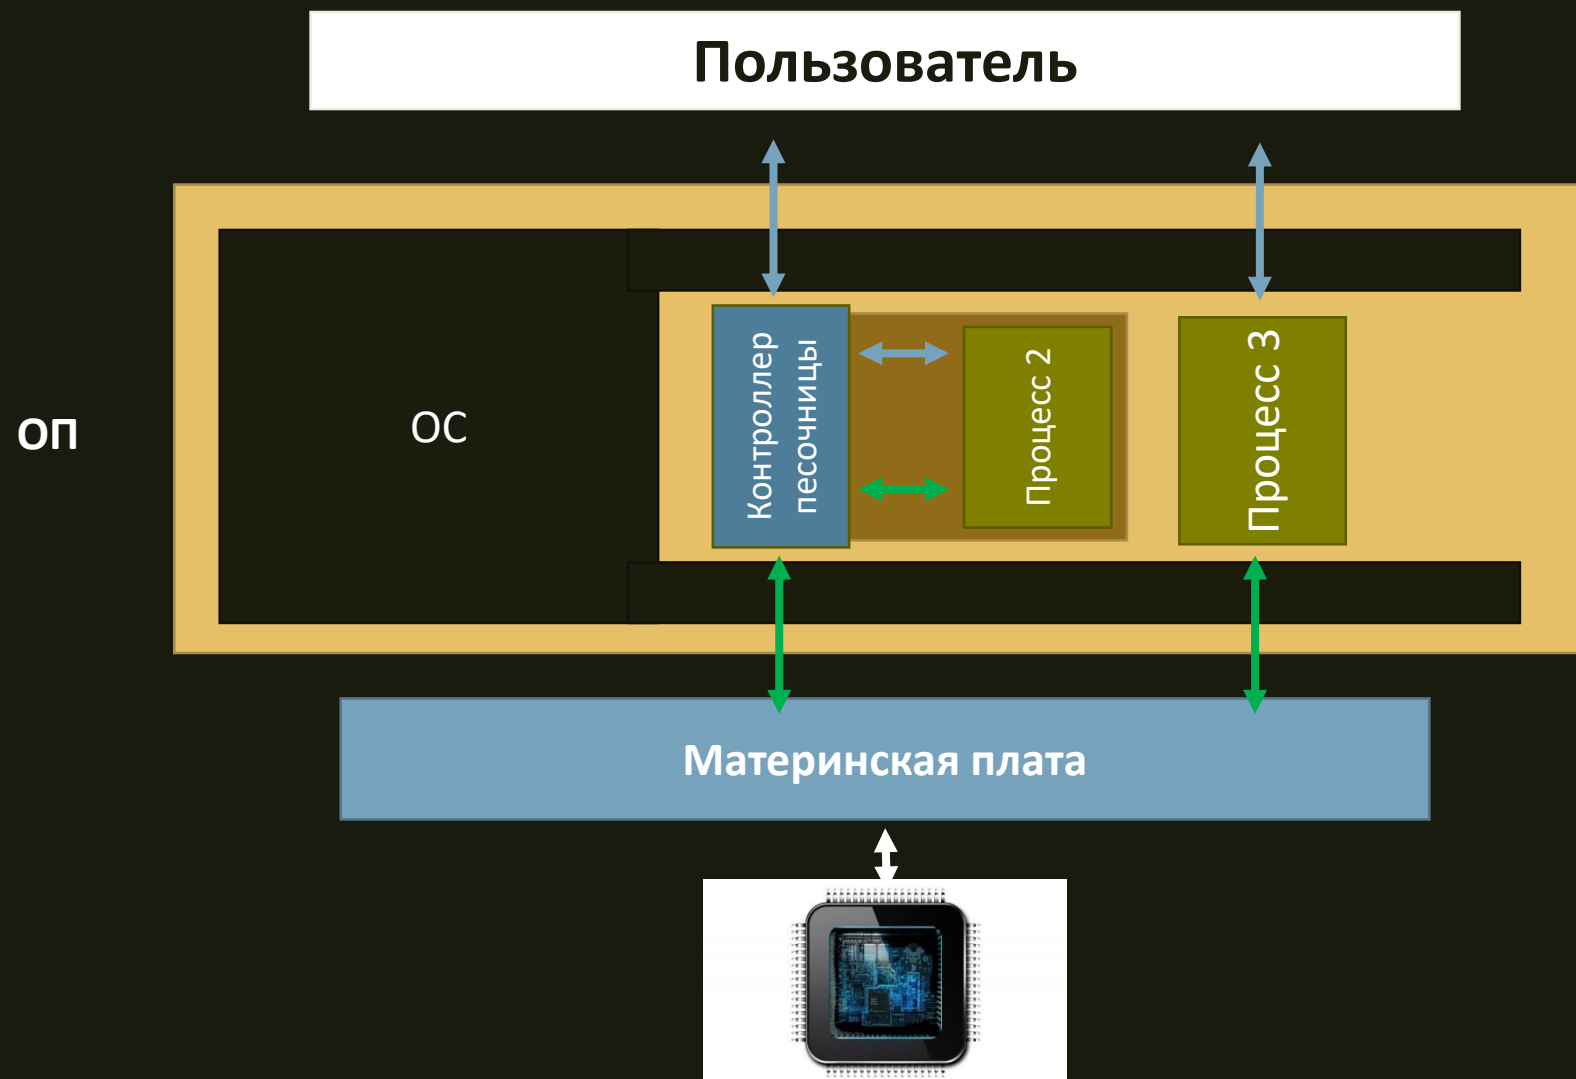 Пользователь
ОП
ОС
Контроллер
песочницы
Процесс 2
Процесс 3
Материнская плата